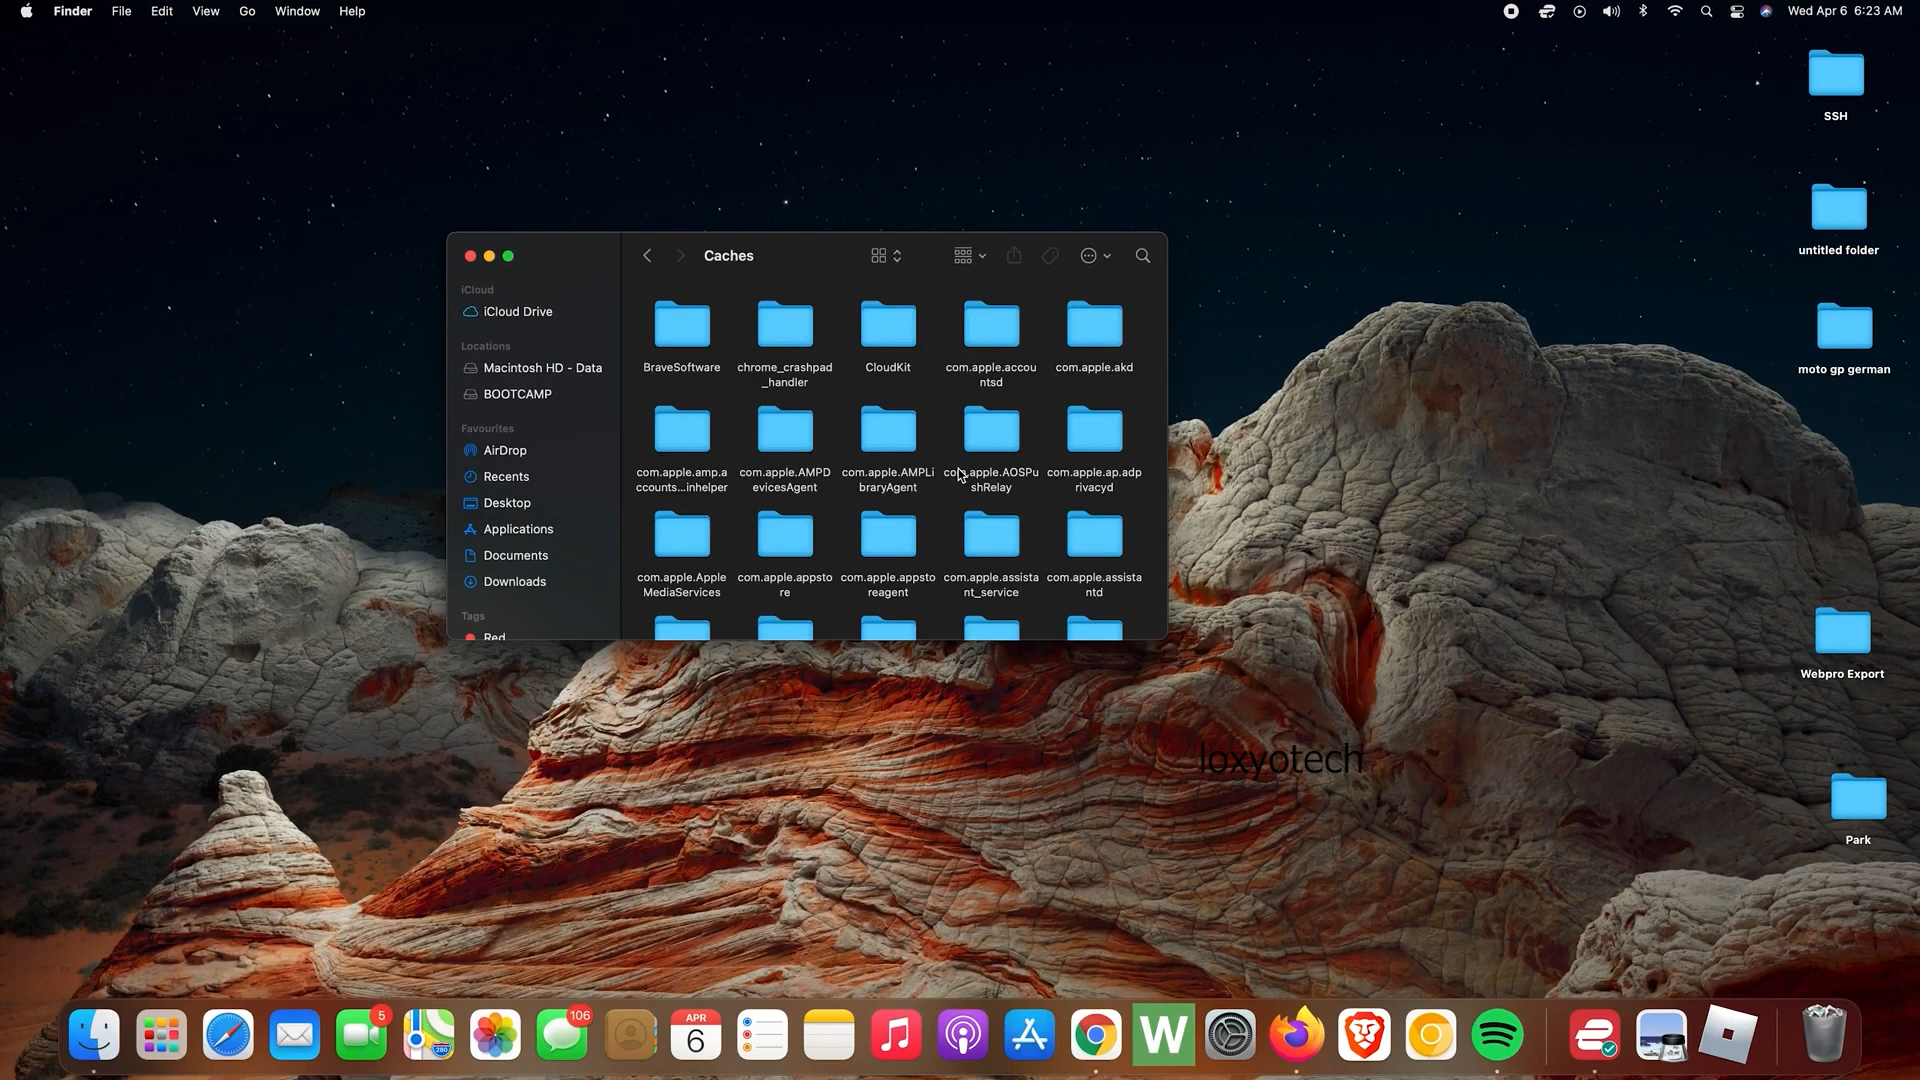 Finder File Edit View Go Window Help
Wed Apr 6 6:23 AM
SSH
untitled folder
moto gp german
Webpro Export
Park
Caches
iCloud
iCloud Drive
Locations
Macintosh HD - Data
BOOTCAMP
Favourites
AirDrop
Recents
Desktop
Applications
Documents
Downloads
Tags
Red
BraveSoftware
chrome_crashpad
_handler
CloudKit
com.apple.accou
ntsd
com.apple.akd
com.apple.amp.a
ccounts...inhelper
com.apple.AMPD
evicesAgent
com.apple.AMPLi
braryAgent
com.apple.AOSPu
shRelay
com.apple.ap.adp
rivacyd
com.apple.Apple
MediaServices
com.apple.appsto
re
com.apple.appsto
reagent
com.apple.assista
nt_service
com.apple.assista
ntd
loxyotech
5
280
106
APR
6
W